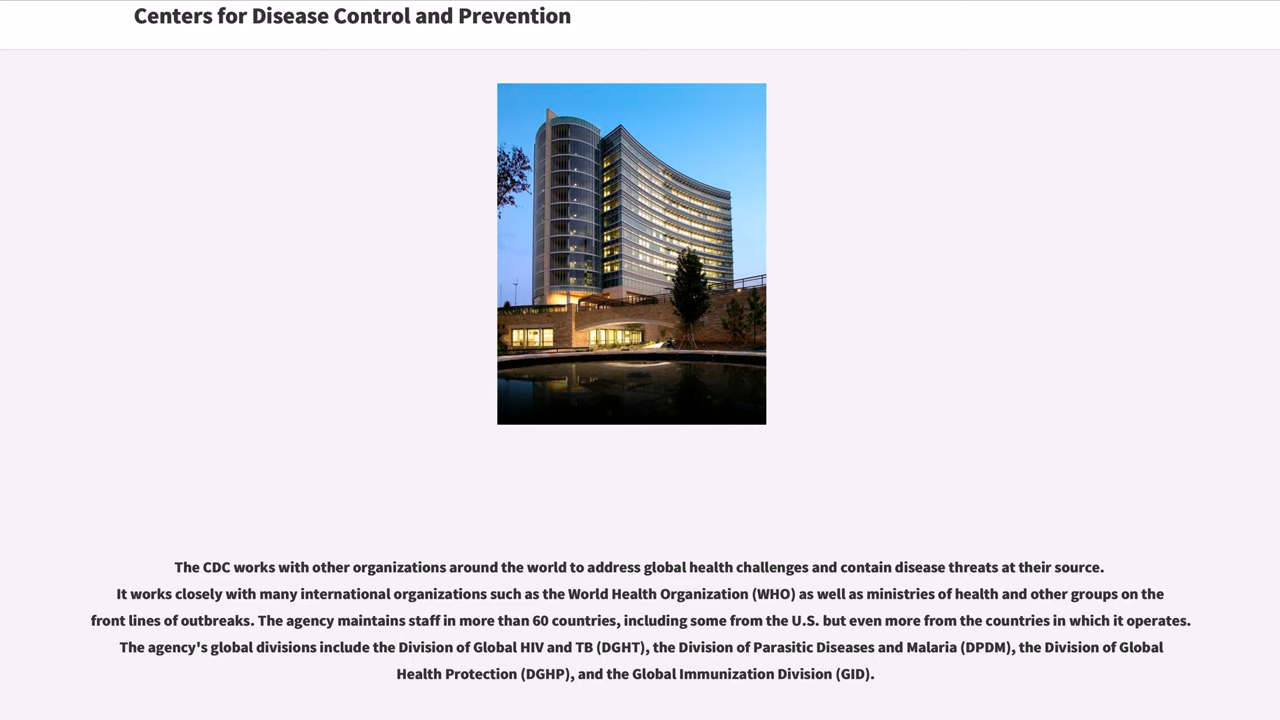 Centers for Disease Control and Prevention
The CDC works with other organizations around the world to address global health challenges and contain disease threats at their source.
It works closely with many international organizations such as the World Health Organization (WHO) as well as ministries of health and other groups on the
front lines of outbreaks. The agency maintains staff in more than 60 countries, including some from the U.S. but even more from the countries in which it operates.
The agency's global divisions include the Division of Global HIV and TB (DGHT), the Division of Parasitic Diseases and Malaria (DPDM), the Division of Global
Health Protection (DGHP), and the Global Immunization Division (GID).